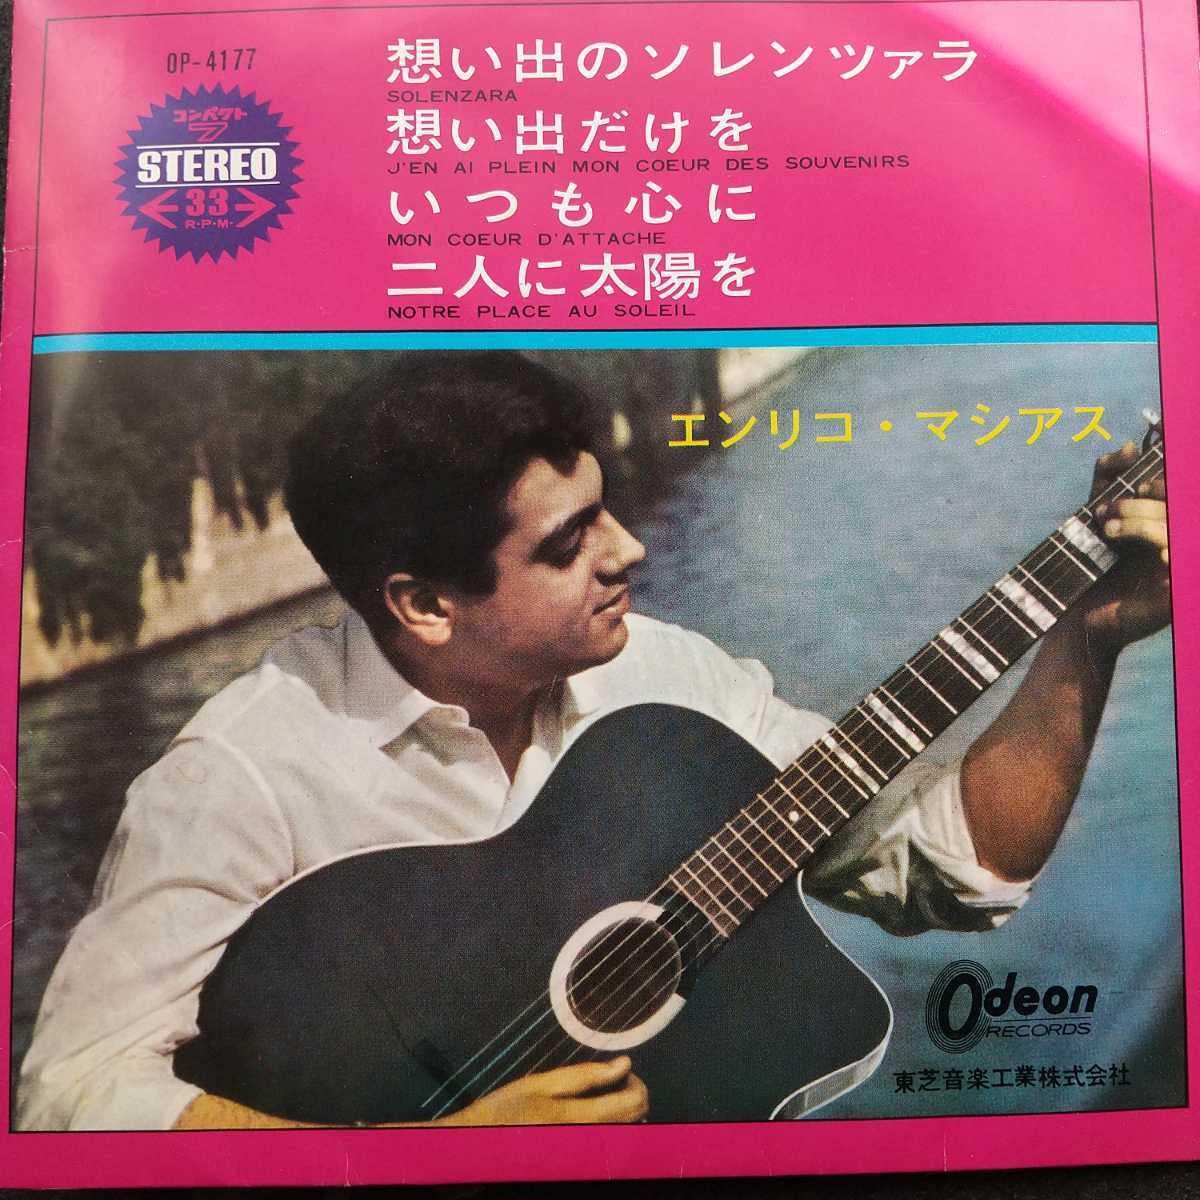 OP-4177
コンパクト
7
STEREO
33
R·P·M·
想い出のソレンツァラ
SOLENZARA
想い出だけを
J'EN AI PLEIN MON COEUR DES SOUVENIRS
いつも心に
MON COEUR D'ATTACHE
二人に太陽を
NOTRE PLACE AU SOLEIL
エンリコ・マシアス
Odeon
RECORDS
東芝音楽工業株式会社